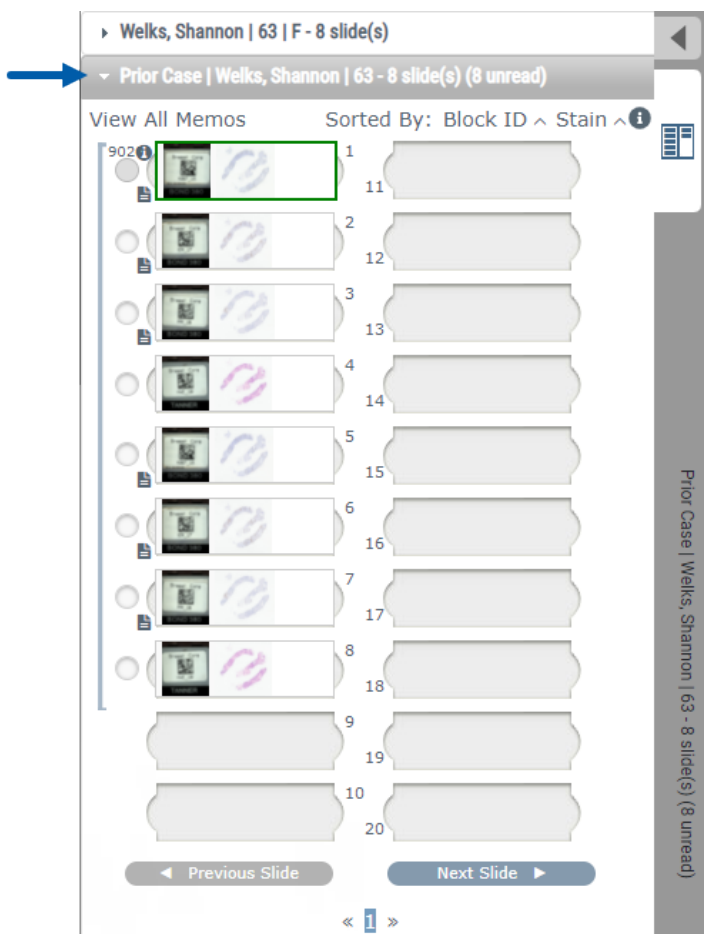 Welks, Shannon | 63 | F - 8 slide(s)
Prior Case | Welks, Shannon | 63 - 8 slide(s) (8 unread)
View All Memos
Sorted By: Block ID ^ Stain ^
1
11
2
12
3
13
4
14
5
15
6
16
7
17
8
18
9
19
10
20
Previous Slide
Next Slide
« 1 »
Prior Case | Welks, Shannon | 63 - 8 slide(s) (8 unread)